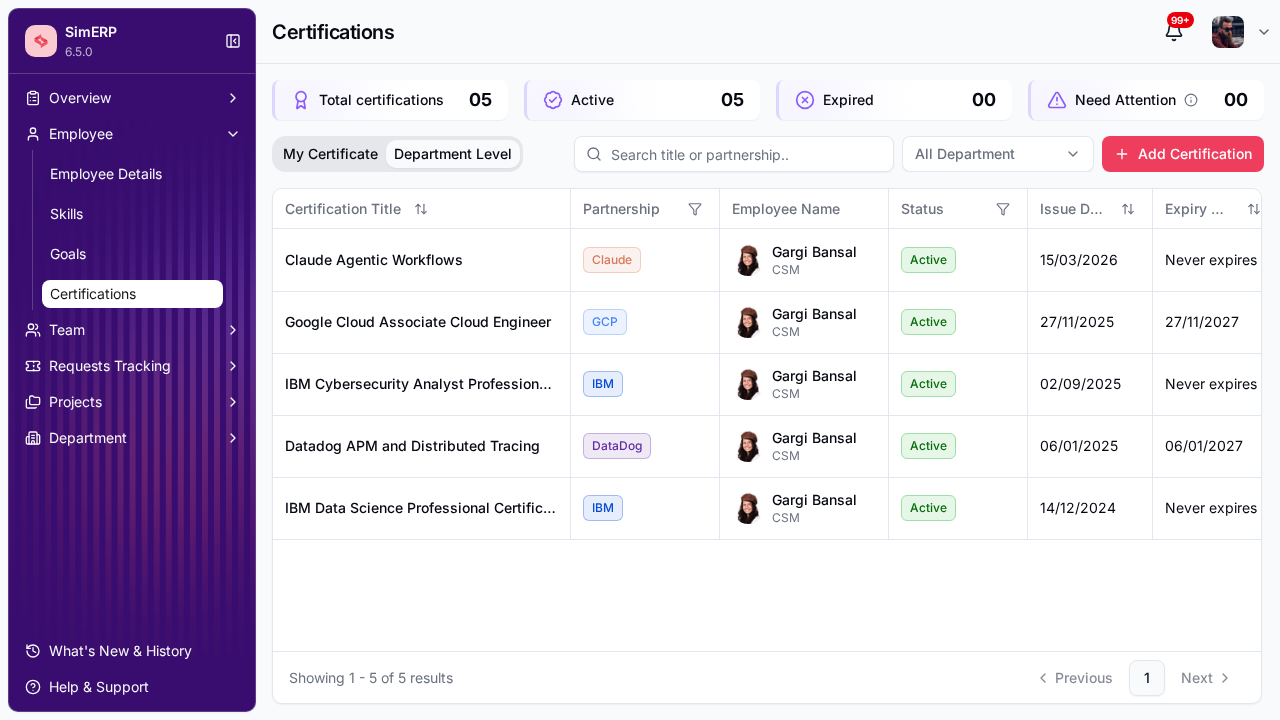 SimERP
6.5.0
Overview
Employee
Employee Details
Skills
Goals
Certifications
Team
Requests Tracking
Projects
Department
What's New & History
Help & Support
Certifications
99+
Total certifications 05
Active 05
Expired 00
Need Attention 00
My Certificate Department Level
Search title or partnership..
All Department
Add Certification
Certification Title Partnership Employee Name Status Issue D... Expiry ...
Claude Agentic Workflows Claude Gargi Bansal CSM Active 15/03/2026 Never expires
Google Cloud Associate Cloud Engineer GCP Gargi Bansal CSM Active 27/11/2025 27/11/2027
IBM Cybersecurity Analyst Profession... IBM Gargi Bansal CSM Active 02/09/2025 Never expires
Datadog APM and Distributed Tracing DataDog Gargi Bansal CSM Active 06/01/2025 06/01/2027
IBM Data Science Professional Certific... IBM Gargi Bansal CSM Active 14/12/2024 Never expires
Showing 1 - 5 of 5 results
Previous 1 Next